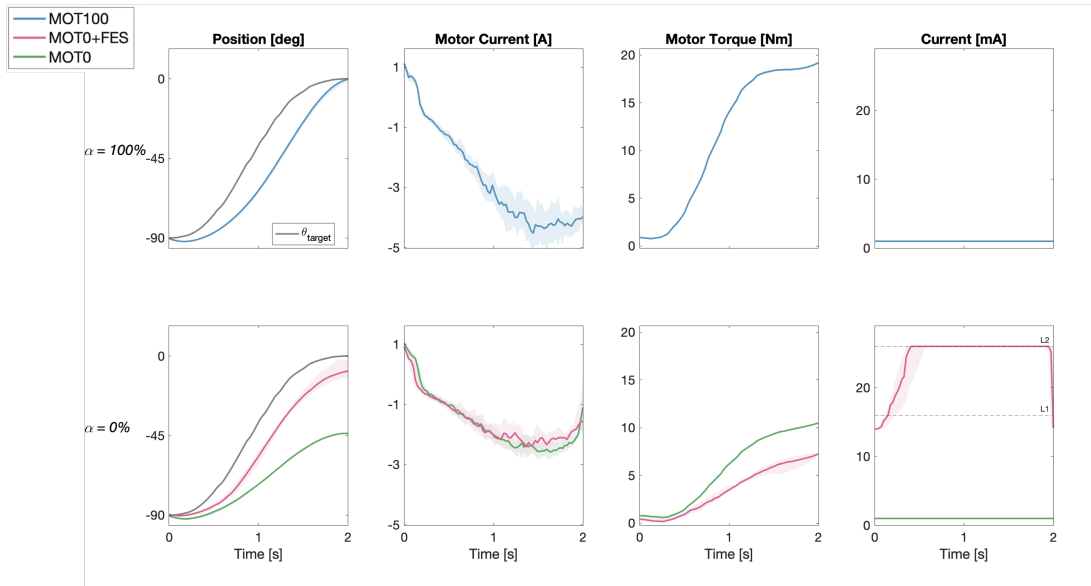 MOT100
MOT0+FES
MOT0
Position [deg]
Motor Current [A]
Motor Torque [Nm]
Current [mA]
α = 100%
0
-45
-90
θtarget
1
-1
-3
-5
20
15
10
5
0
20
10
0
α = 0%
0
-45
-90
0
1
2
Time [s]
1
-1
-3
-5
0
1
2
Time [s]
20
15
10
5
0
0
1
2
Time [s]
L2
L1
20
10
0
0
1
2
Time [s]